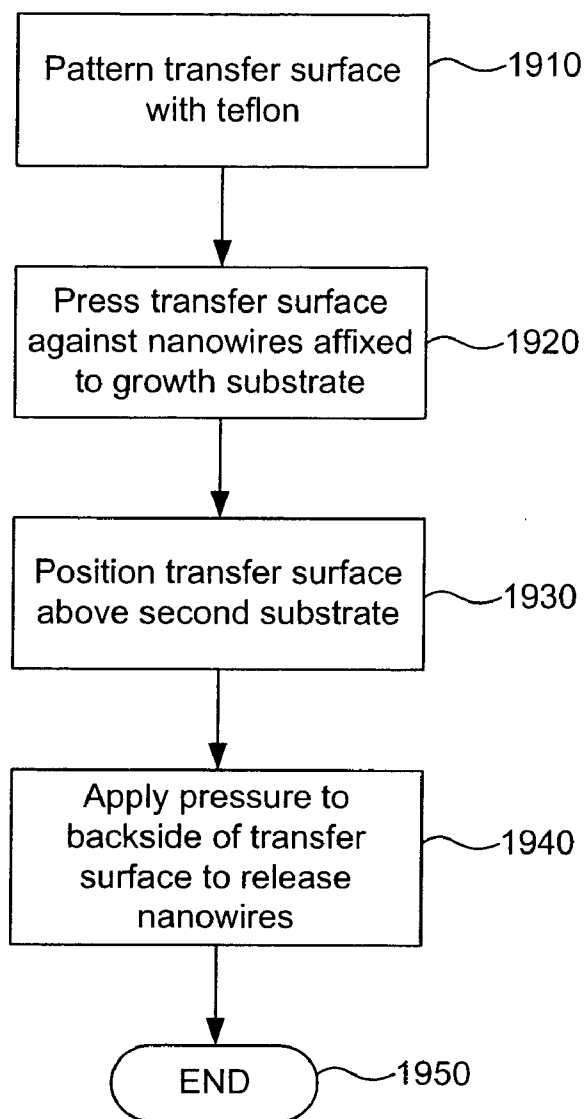 Pattern transfer surface
with teflon
1910
Press transfer surface
against nanowires affixed
to growth substrate
1920
Position transfer surface
above second substrate
1930
Apply pressure to
backside of transfer
surface to release
nanowires
1940
END
1950